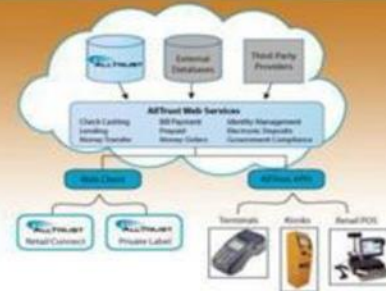 ALLTRUST
External
Databases
Third Party
Providers
AllTrust Web Services
Check Cashing
Lending
Money Transfer
Bill Payment
Prepaid
Money Orders
Identity Management
Electronic Deposits
Government Compliance
Web Client
AllTrust APIs
ALLTRUST
Retail Connect
ALLTRUST
Private Label
Terminals
Kiosks
Retail POS